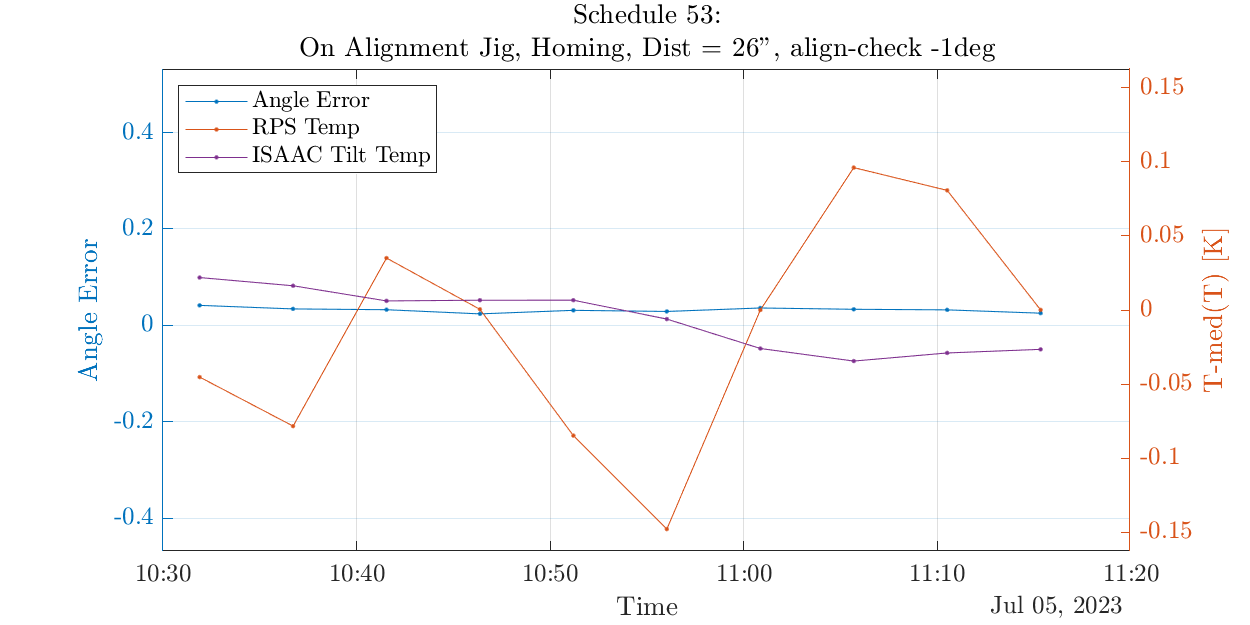 Schedule 53:
On Alignment Jig, Homing, Dist = 26”, align-check -1deg
Angle Error
RPS Temp
ISAAC Tilt Temp
Angle Error
0.4
0.2
0
-0.2
-0.4
0.15
0.1
0.05
0
-0.05
-0.1
-0.15
T-med(T) [K]
10:30 10:40 10:50 11:00 11:10 11:20
Time
Jul 05, 2023